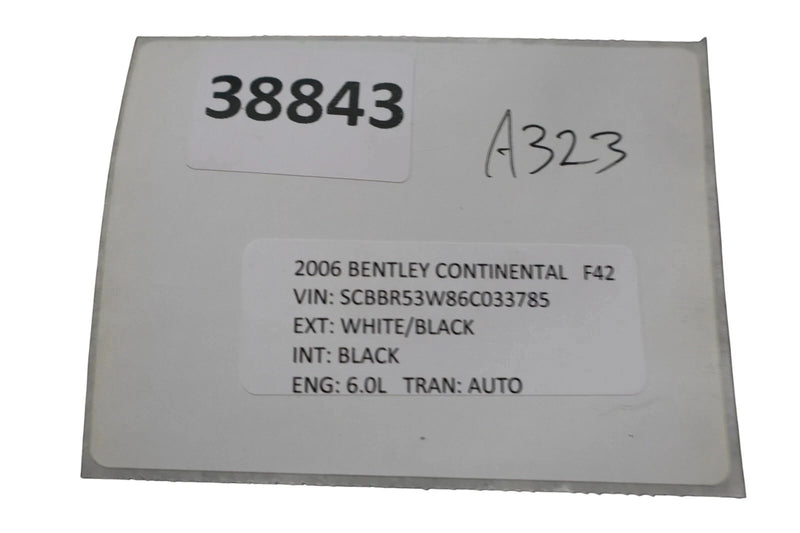 38843
A323
2006 BENTLEY CONTINENTAL F42
VIN: SCBBR53W86C033785
EXT: WHITE/BLACK
INT: BLACK
ENG: 6.0L TRAN: AUTO